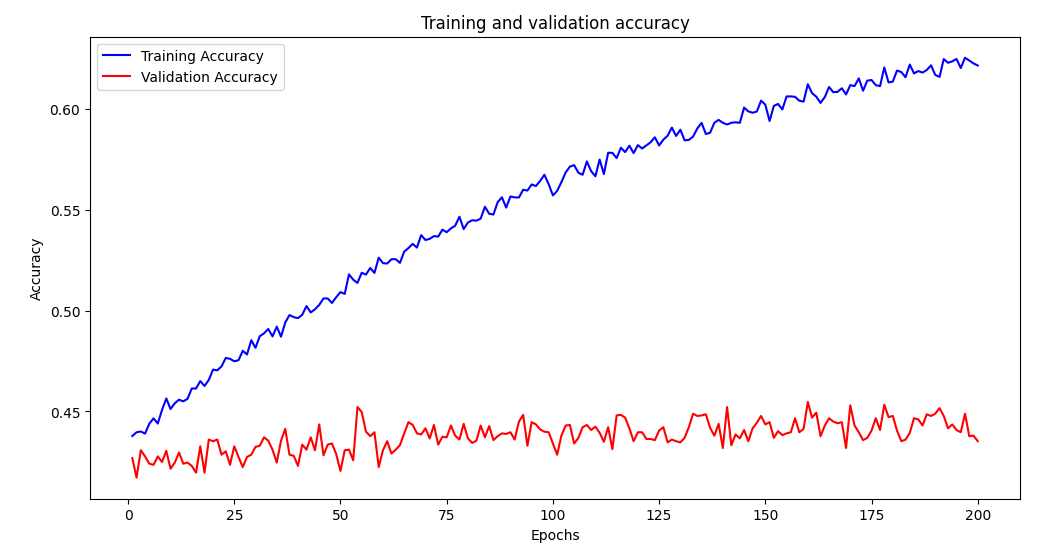 Training and validation accuracy
Training Accuracy
Validation Accuracy
0.60
0.55
0.50
0.45
Accuracy
0 25 50 75 100 125 150 175 200
Epochs